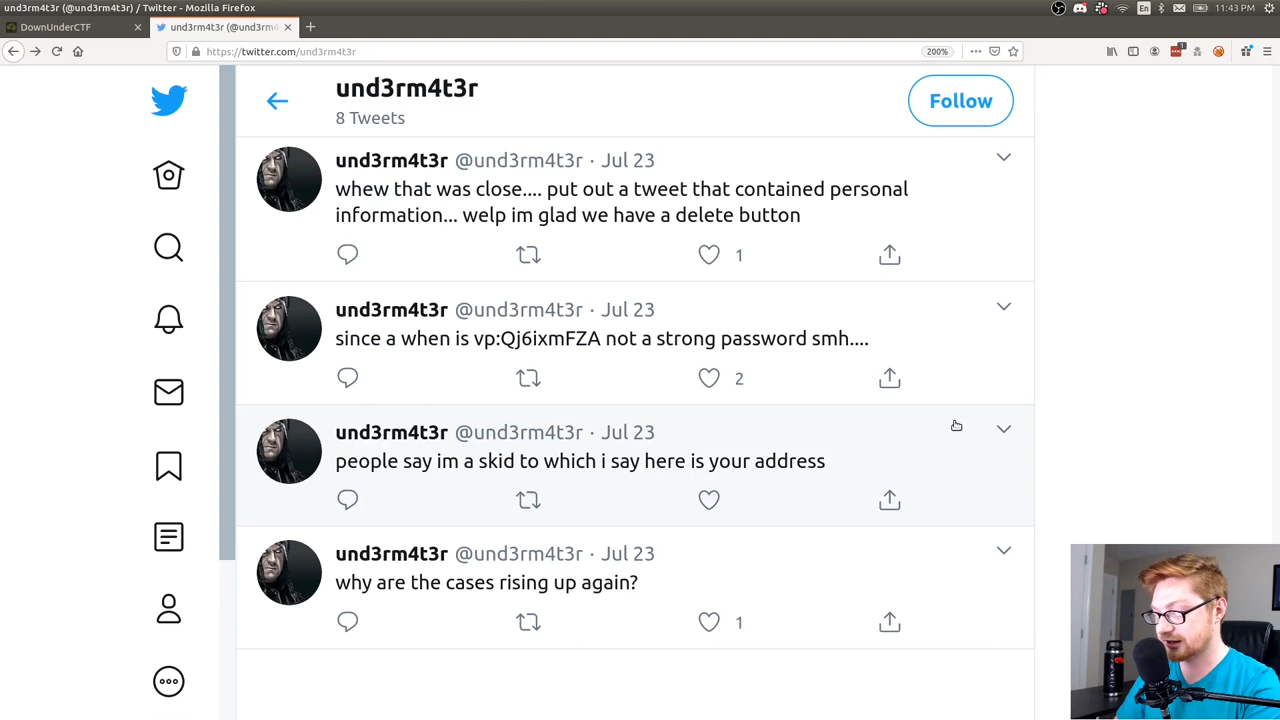 und3rm4t3r (@und3rm4t3r) / Twitter - Mozilla Firefox
En
11:43 PM
DownUnderCTF
und3rm4t3r (@und3rm4t
https://twitter.com/und3rm4t3r
200%
und3rm4t3r
8 Tweets
Follow
und3rm4t3r @und3rm4t3r · Jul 23
whew that was close.... put out a tweet that contained personal
information... welp im glad we have a delete button
1
und3rm4t3r @und3rm4t3r · Jul 23
since a when is vp:Qj6ixmFZA not a strong password smh....
2
und3rm4t3r @und3rm4t3r · Jul 23
people say im a skid to which i say here is your address
und3rm4t3r @und3rm4t3r · Jul 23
why are the cases rising up again?
1